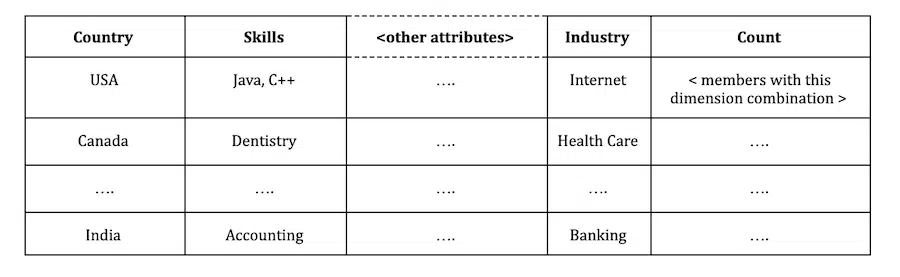 Country Skills <other attributes> Industry Count
USA Java, C++ .... Internet < members with this
dimension combination >
Canada Dentistry .... Health Care ....
.... .... .... .... ....
India Accounting .... Banking ....